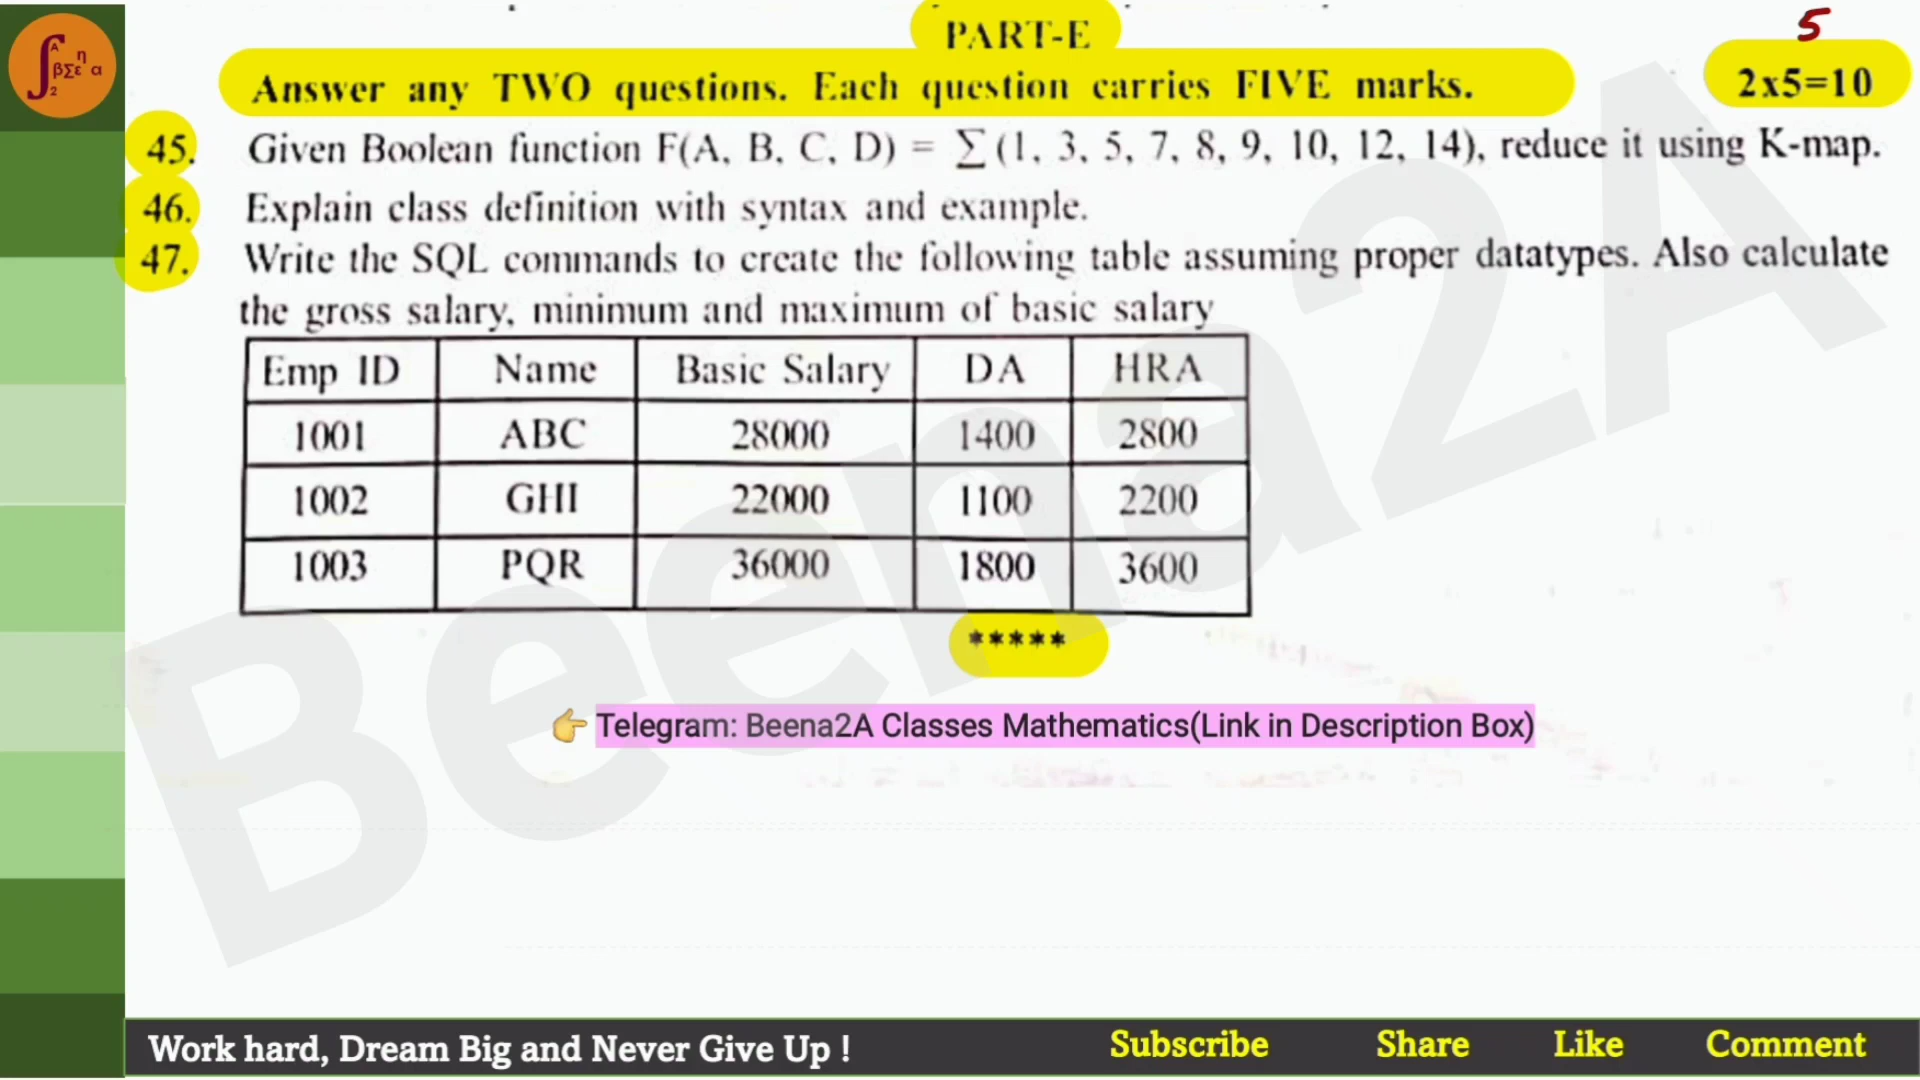 PART-E
5
Answer any TWO questions. Each question carries FIVE marks.
2x5=10
45. Given Boolean function F(A, B, C, D) = ∑(1, 3, 5, 7, 8, 9, 10, 12, 14), reduce it using K-map.
46. Explain class definition with syntax and example.
47. Write the SQL commands to create the following table assuming proper datatypes. Also calculate
the gross salary, minimum and maximum of basic salary
Emp ID Name Basic Salary DA HRA
1001 ABC 28000 1400 2800
1002 GHI 22000 1100 2200
1003 PQR 36000 1800 3600
*****
👉 Telegram: Beena2A Classes Mathematics(Link in Description Box)
Beena2A
Work hard, Dream Big and Never Give Up !
Subscribe Share Like Comment